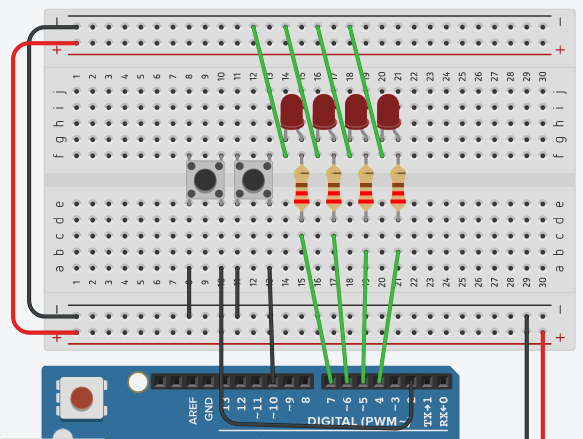 − −
+ +
1 2 3 4 5 6 7 8 9 10 11 12 13 14 15 16 17 18 19 20 21 22 23 24 25 26 27 28 29 30
j j
i i
h h
g g
f f
e e
d d
c c
b b
a a
1 2 3 4 5 6 7 8 9 10 11 12 13 14 15 16 17 18 19 20 21 22 23 24 25 26 27 28 29 30
− −
+ +
AREF GND 13 12 ~11 ~10 ~9 8 7 ~6 ~5 4 ~3 2 TX→1 RX←0
DIGITAL (PWM~)